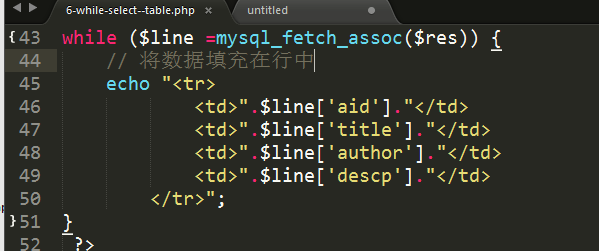 6-while-select--table.php × untitled
43 while ($line =mysql_fetch_assoc($res)) {
44 // 将数据填充在行中
45 echo "<tr>
46 <td>".$line['aid']."</td>
47 <td>".$line['title']."</td>
48 <td>".$line['author']."</td>
49 <td>".$line['descp']."</td>
50 </tr>";
51 }
52 ?>